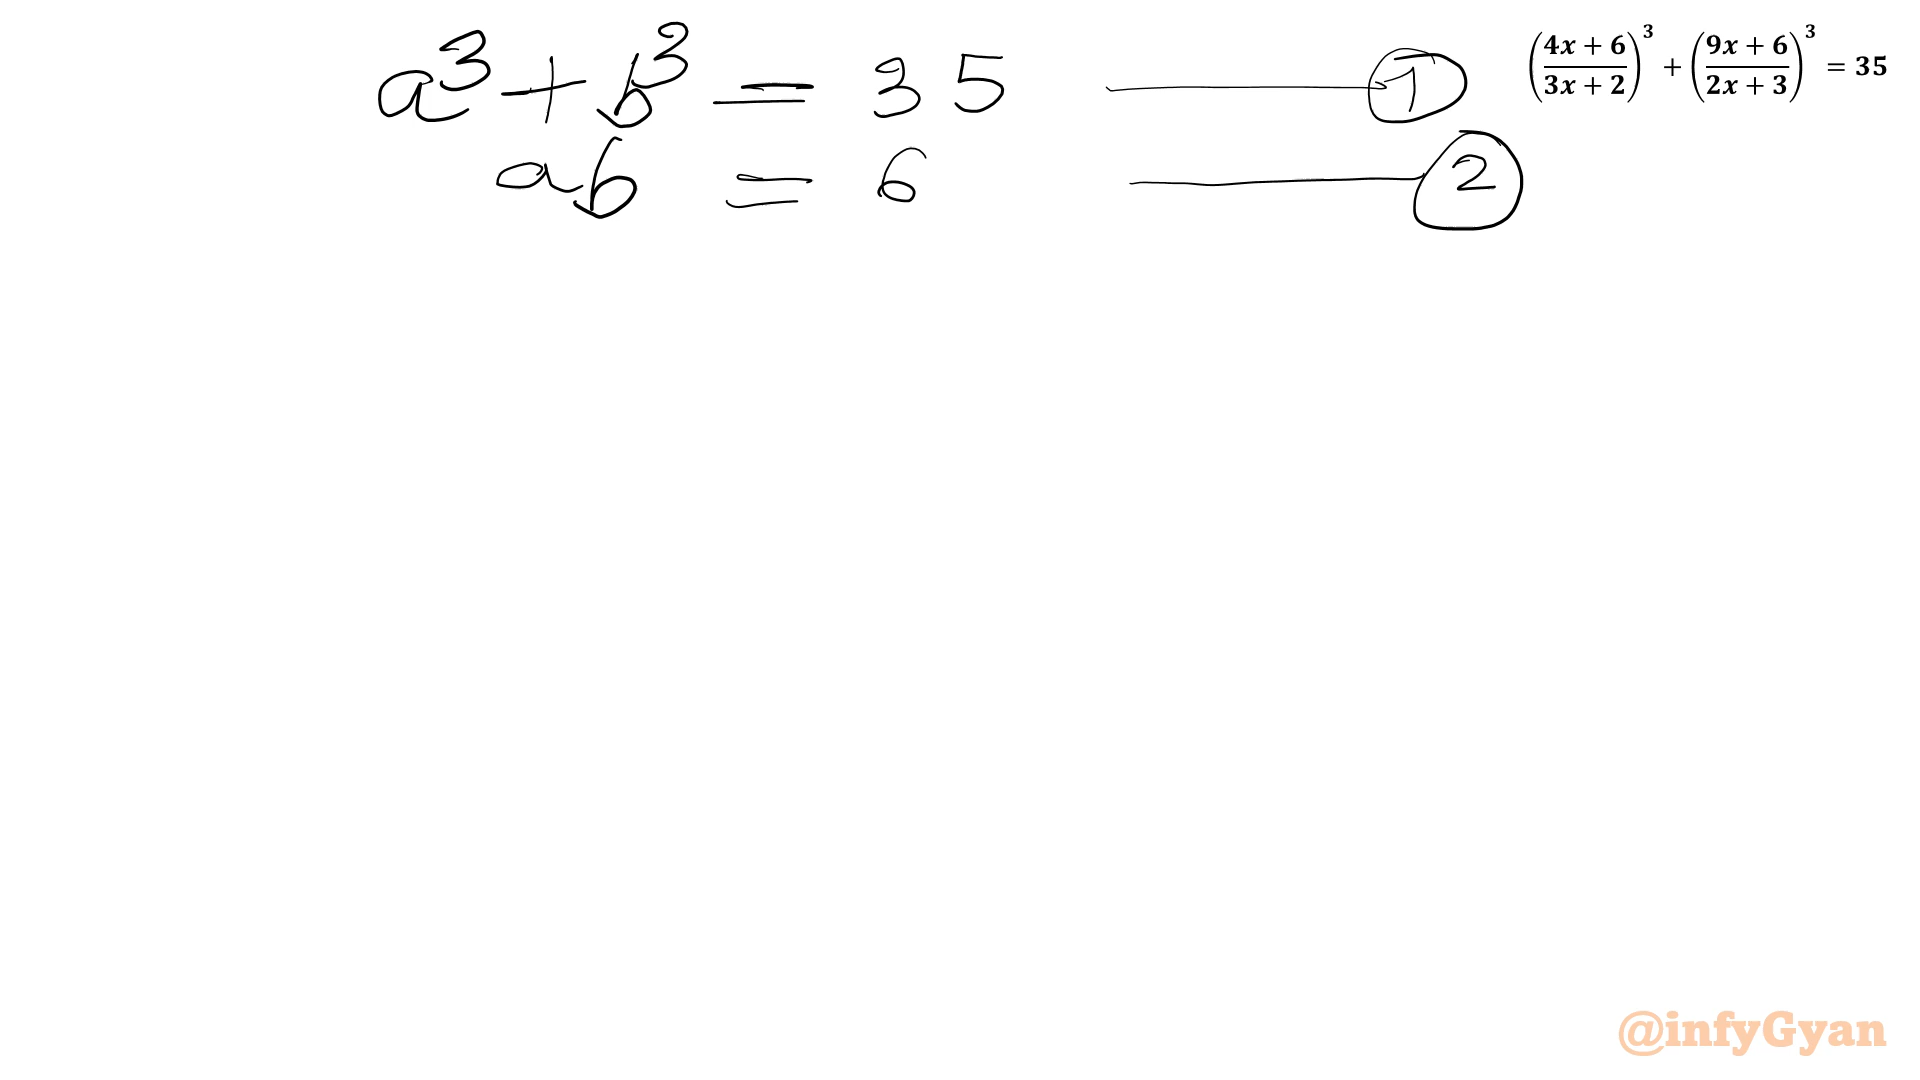 a³ + b³ = 35 ——— ①
(4x + 6 / 3x + 2)³ + (9x + 6 / 2x + 3)³ = 35
ab = 6 ——— ②
@infyGyan